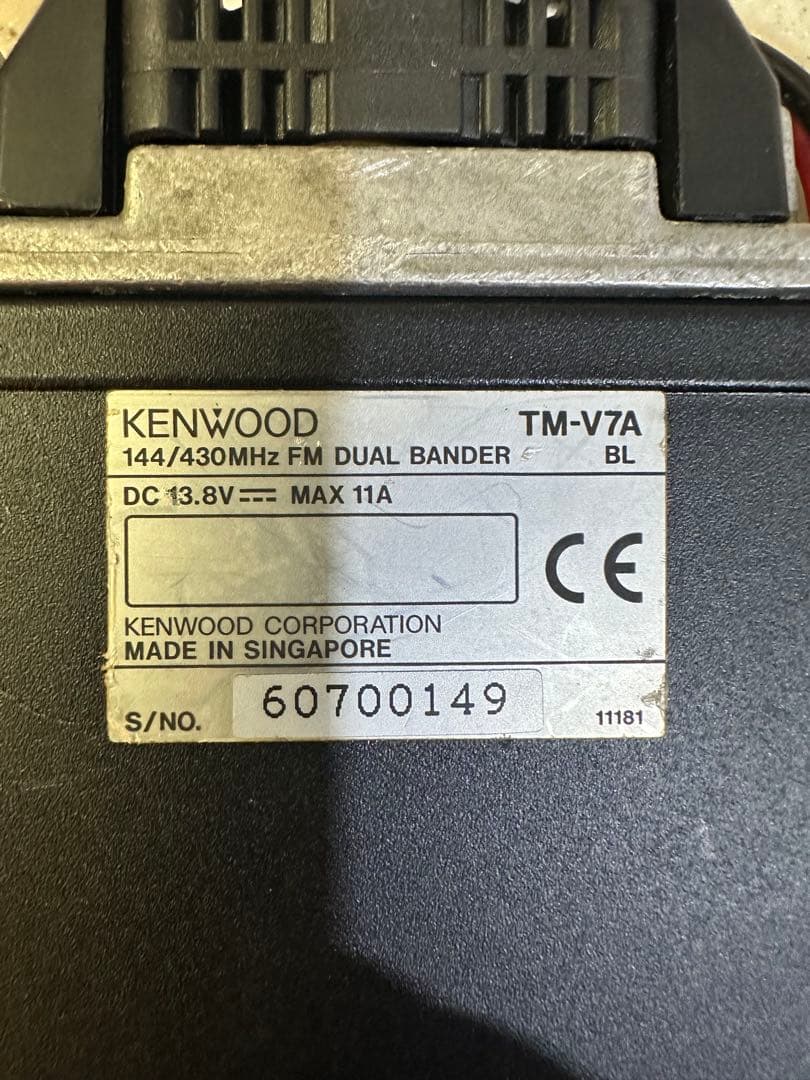 KENWOOD TM-V7A
144/430MHz FM DUAL BANDER BL
DC 13.8V⎓ MAX 11A
CE
KENWOOD CORPORATION
MADE IN SINGAPORE
S/NO. 60700149 11181